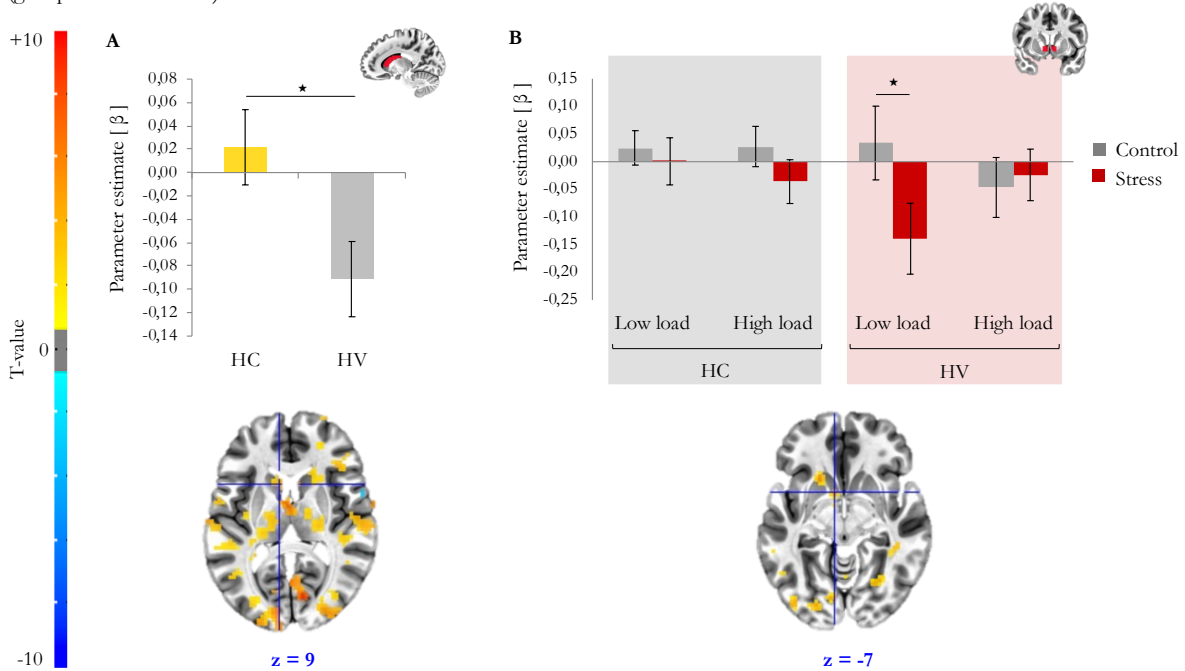 +10
T-value
0
-10
A
Parameter estimate [ β ]
0,08
0,06
0,04
0,02
0,00
-0,02
-0,04
-0,06
-0,08
-0,10
-0,12
-0,14
★
HC
HV
z = 9
B
Parameter estimate [ β ]
0,15
0,10
0,05
0,00
-0,05
-0,10
-0,15
-0,20
-0,25
★
Low load
High load
Low load
High load
HC
HV
Control
Stress
z = -7